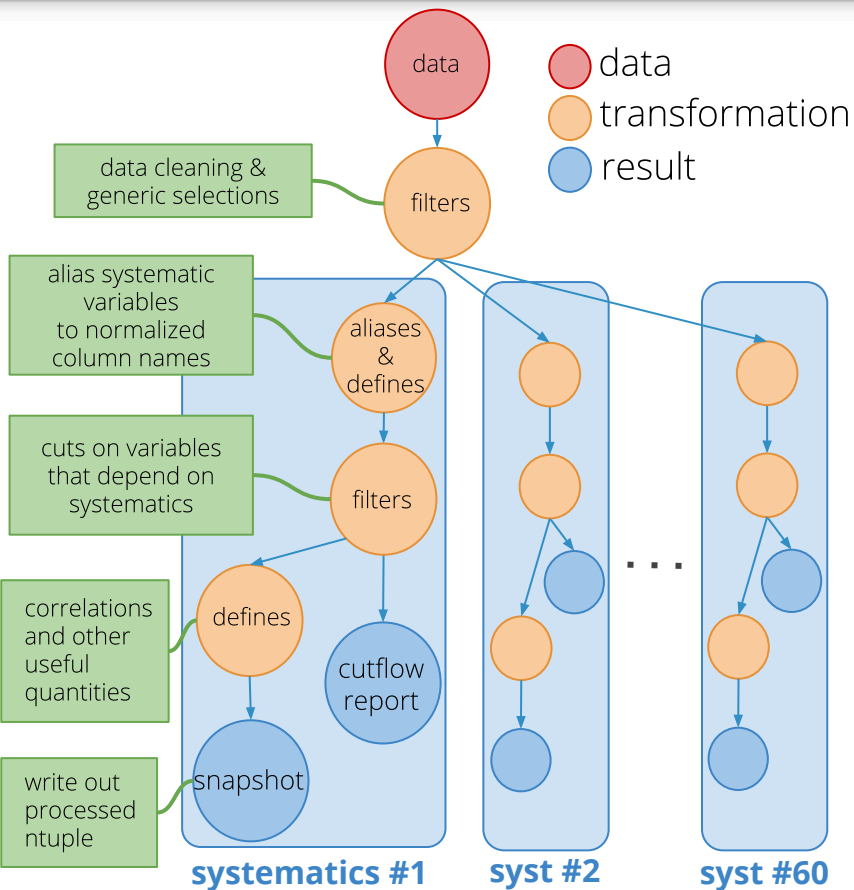 data
data
transformation
result
data cleaning &
generic selections
filters
alias systematic
variables
to normalized
column names
aliases
&
defines
cuts on variables
that depend on
systematics
filters
...
correlations
and other
useful
quantities
defines
cutflow
report
write out
processed
ntuple
snapshot
systematics #1
syst #2
syst #60